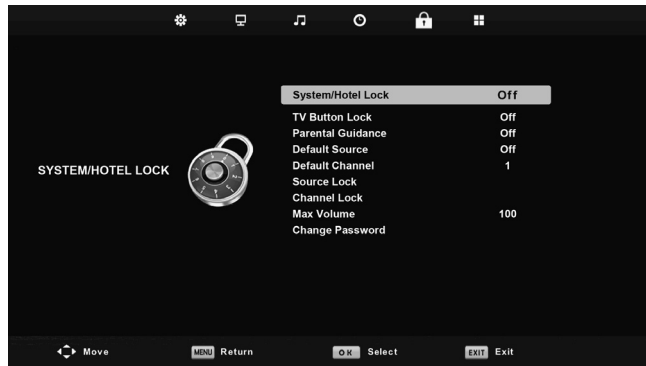 System/Hotel Lock Off
TV Button Lock Off
Parental Guidance Off
Default Source Off
SYSTEM/HOTEL LOCK
Default Channel 1
Source Lock
Channel Lock
Max Volume 100
Change Password
Move MENU Return OK Select EXIT Exit